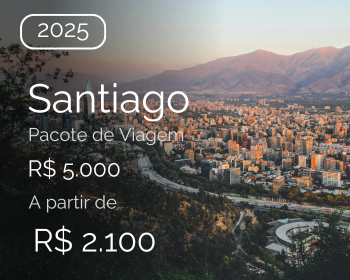 2025
Santiago
Pacote de Viagem
R$ 5.000
A partir de
R$ 2.100